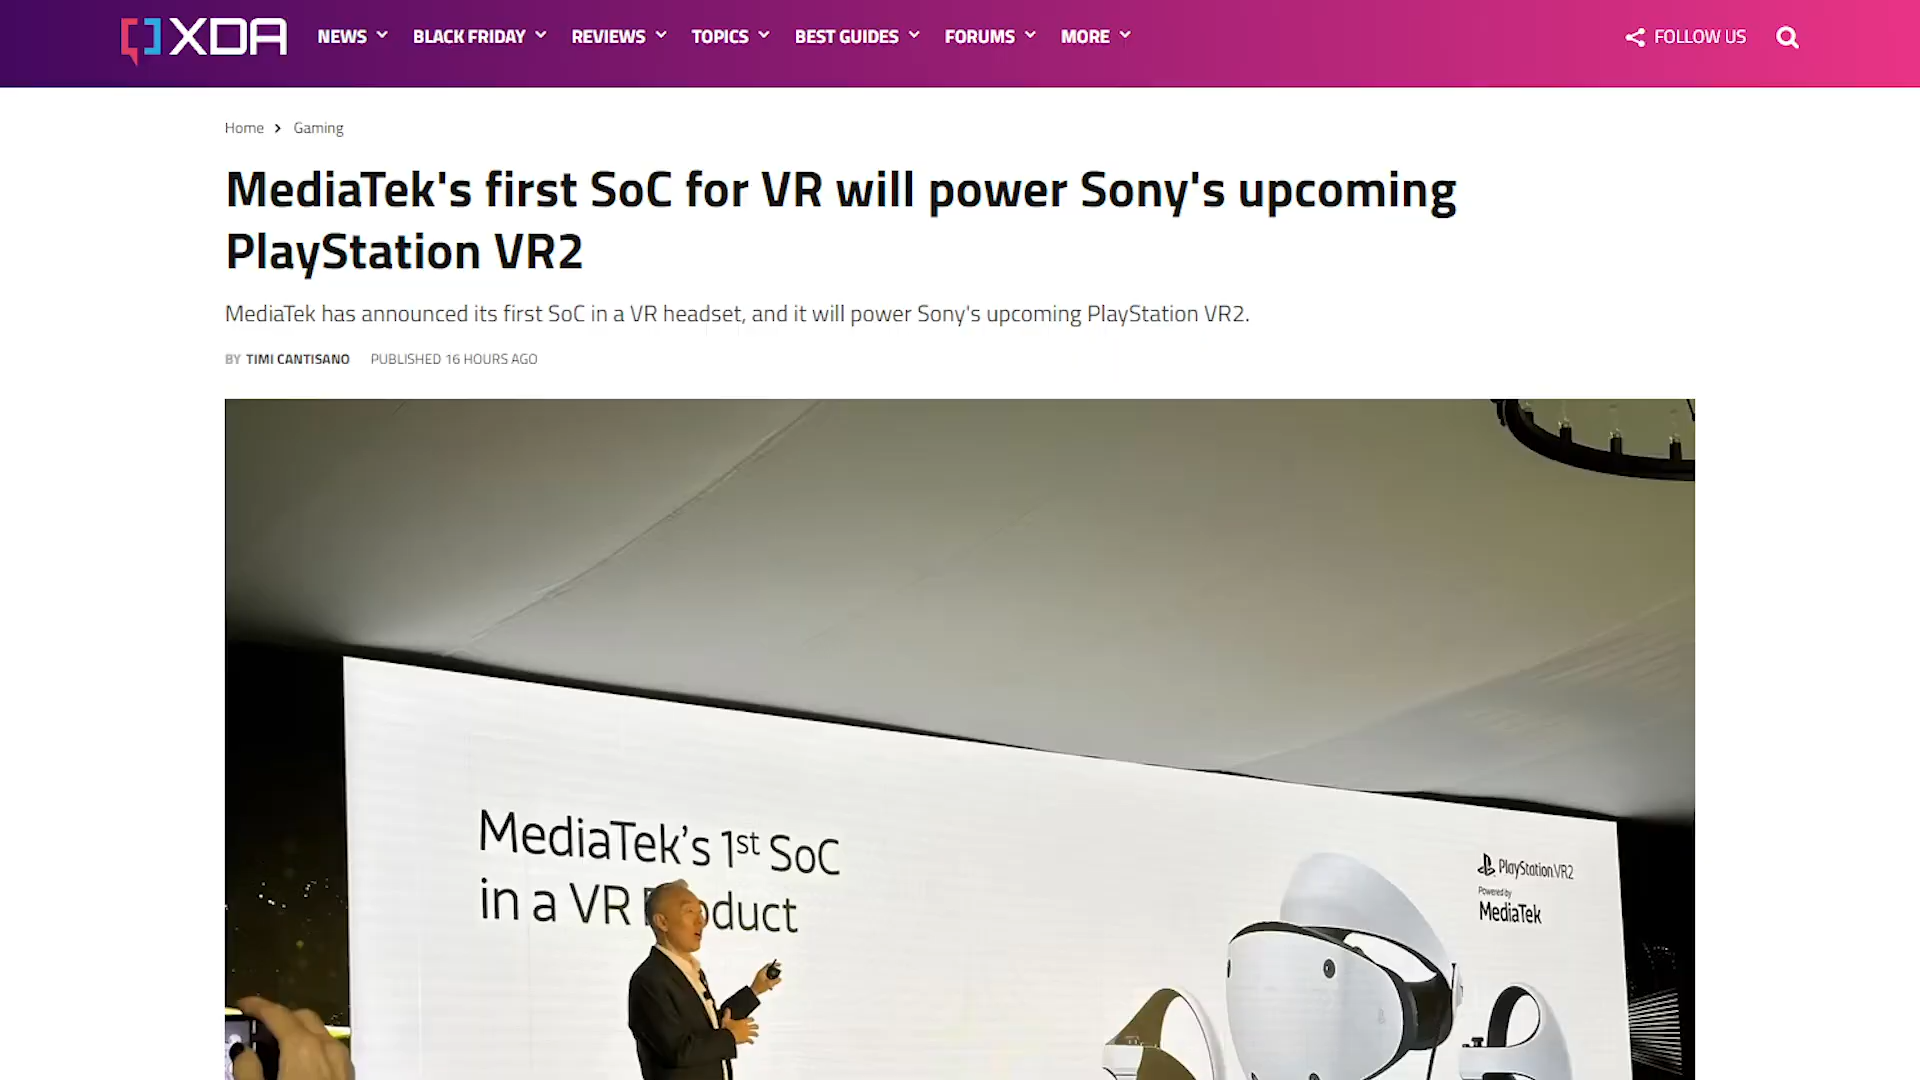 XDA NEWS BLACK FRIDAY REVIEWS TOPICS BEST GUIDES FORUMS MORE FOLLOW US
Home > Gaming
MediaTek's first SoC for VR will power Sony's upcoming
PlayStation VR2
MediaTek has announced its first SoC in a VR headset, and it will power Sony's upcoming PlayStation VR2.
BY TIMI CANTISANO PUBLISHED 16 HOURS AGO
MediaTek's 1st SoC
in a VR
PlayStation VR2
Powered by
MediaTek